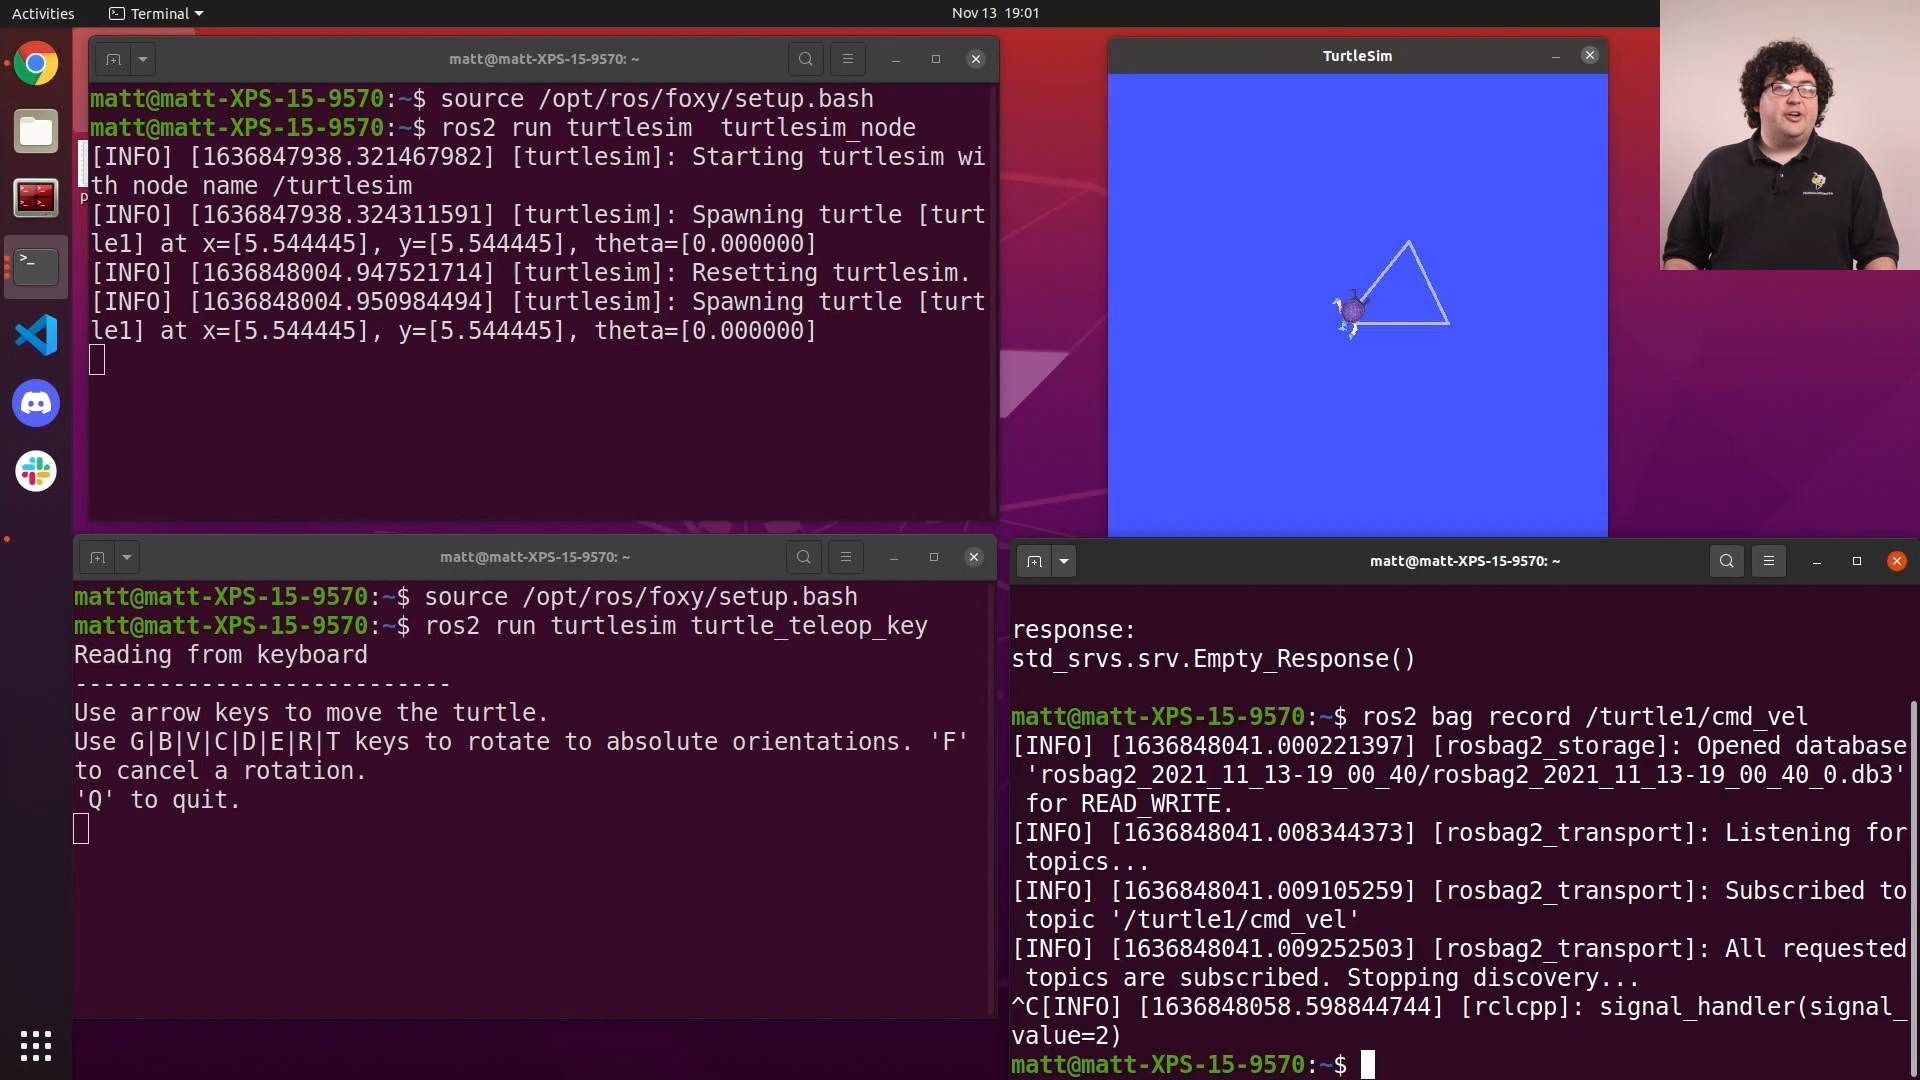 Activities
Terminal
Nov 13 19:01
matt@matt-XPS-15-9570: ~
matt@matt-XPS-15-9570:~$ source /opt/ros/foxy/setup.bash
matt@matt-XPS-15-9570:~$ ros2 run turtlesim  turtlesim_node
[INFO] [1636847938.321467982] [turtlesim]: Starting turtlesim wi
th node name /turtlesim
[INFO] [1636847938.324311591] [turtlesim]: Spawning turtle [turt
le1] at x=[5.544445], y=[5.544445], theta=[0.000000]
[INFO] [1636848004.947521714] [turtlesim]: Resetting turtlesim.
[INFO] [1636848004.950984494] [turtlesim]: Spawning turtle [turt
le1] at x=[5.544445], y=[5.544445], theta=[0.000000]
p
TurtleSim
matt@matt-XPS-15-9570: ~
matt@matt-XPS-15-9570:~$ source /opt/ros/foxy/setup.bash
matt@matt-XPS-15-9570:~$ ros2 run turtlesim turtle_teleop_key
Reading from keyboard
---------------------------
Use arrow keys to move the turtle.
Use G|B|V|C|D|E|R|T keys to rotate to absolute orientations. 'F'
to cancel a rotation.
'Q' to quit.
matt@matt-XPS-15-9570: ~
response:
std_srvs.srv.Empty_Response()
matt@matt-XPS-15-9570:~$ ros2 bag record /turtle1/cmd_vel
[INFO] [1636848041.000221397] [rosbag2_storage]: Opened database
'rosbag2_2021_11_13-19_00_40/rosbag2_2021_11_13-19_00_40_0.db3'
for READ_WRITE.
[INFO] [1636848041.008344373] [rosbag2_transport]: Listening for
topics...
[INFO] [1636848041.009105259] [rosbag2_transport]: Subscribed to
topic '/turtle1/cmd_vel'
[INFO] [1636848041.009252503] [rosbag2_transport]: All requested
topics are subscribed. Stopping discovery...
^C[INFO] [1636848058.598844744] [rclcpp]: signal_handler(signal_
value=2)
matt@matt-XPS-15-9570:~$